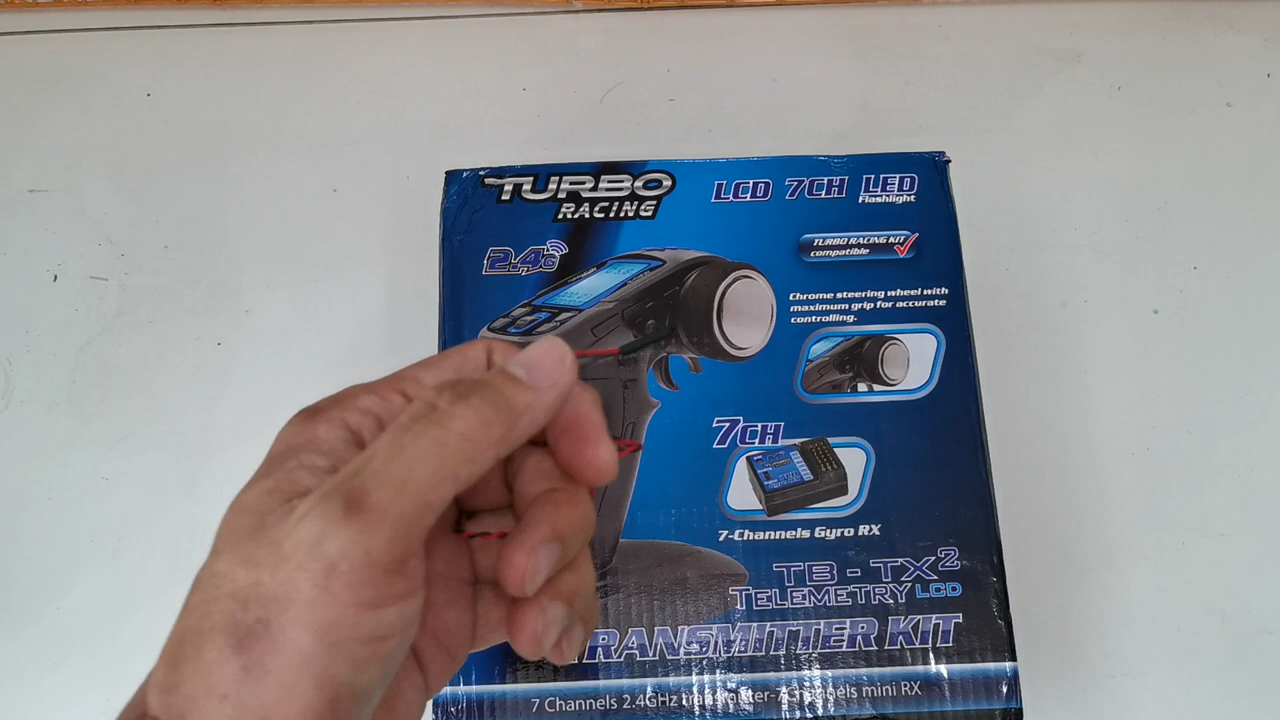 TURBO
RACING
LCD 7CH LED
Flashlight
2.4G
TURBO RACING KIT
compatible
Chrome steering wheel with
maximum grip for accurate
controlling.
7CH
7-Channels Gyro RX
TB - TX2
TELEMETRY LCD
TRANSMITTER KIT
7 Channels 2.4GHz transmitter-7Channels mini RX